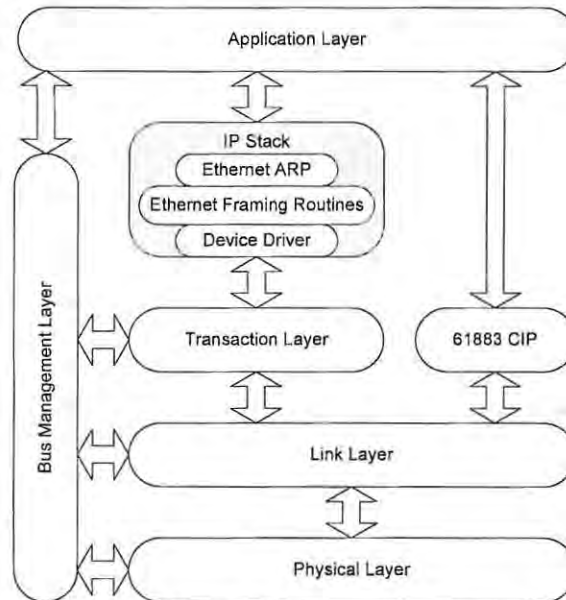 Application Layer
IP Stack
Ethernet ARP
Ethernet Framing Routines
Device Driver
Bus Management Layer
Transaction Layer
61883 CIP
Link Layer
Physical Layer